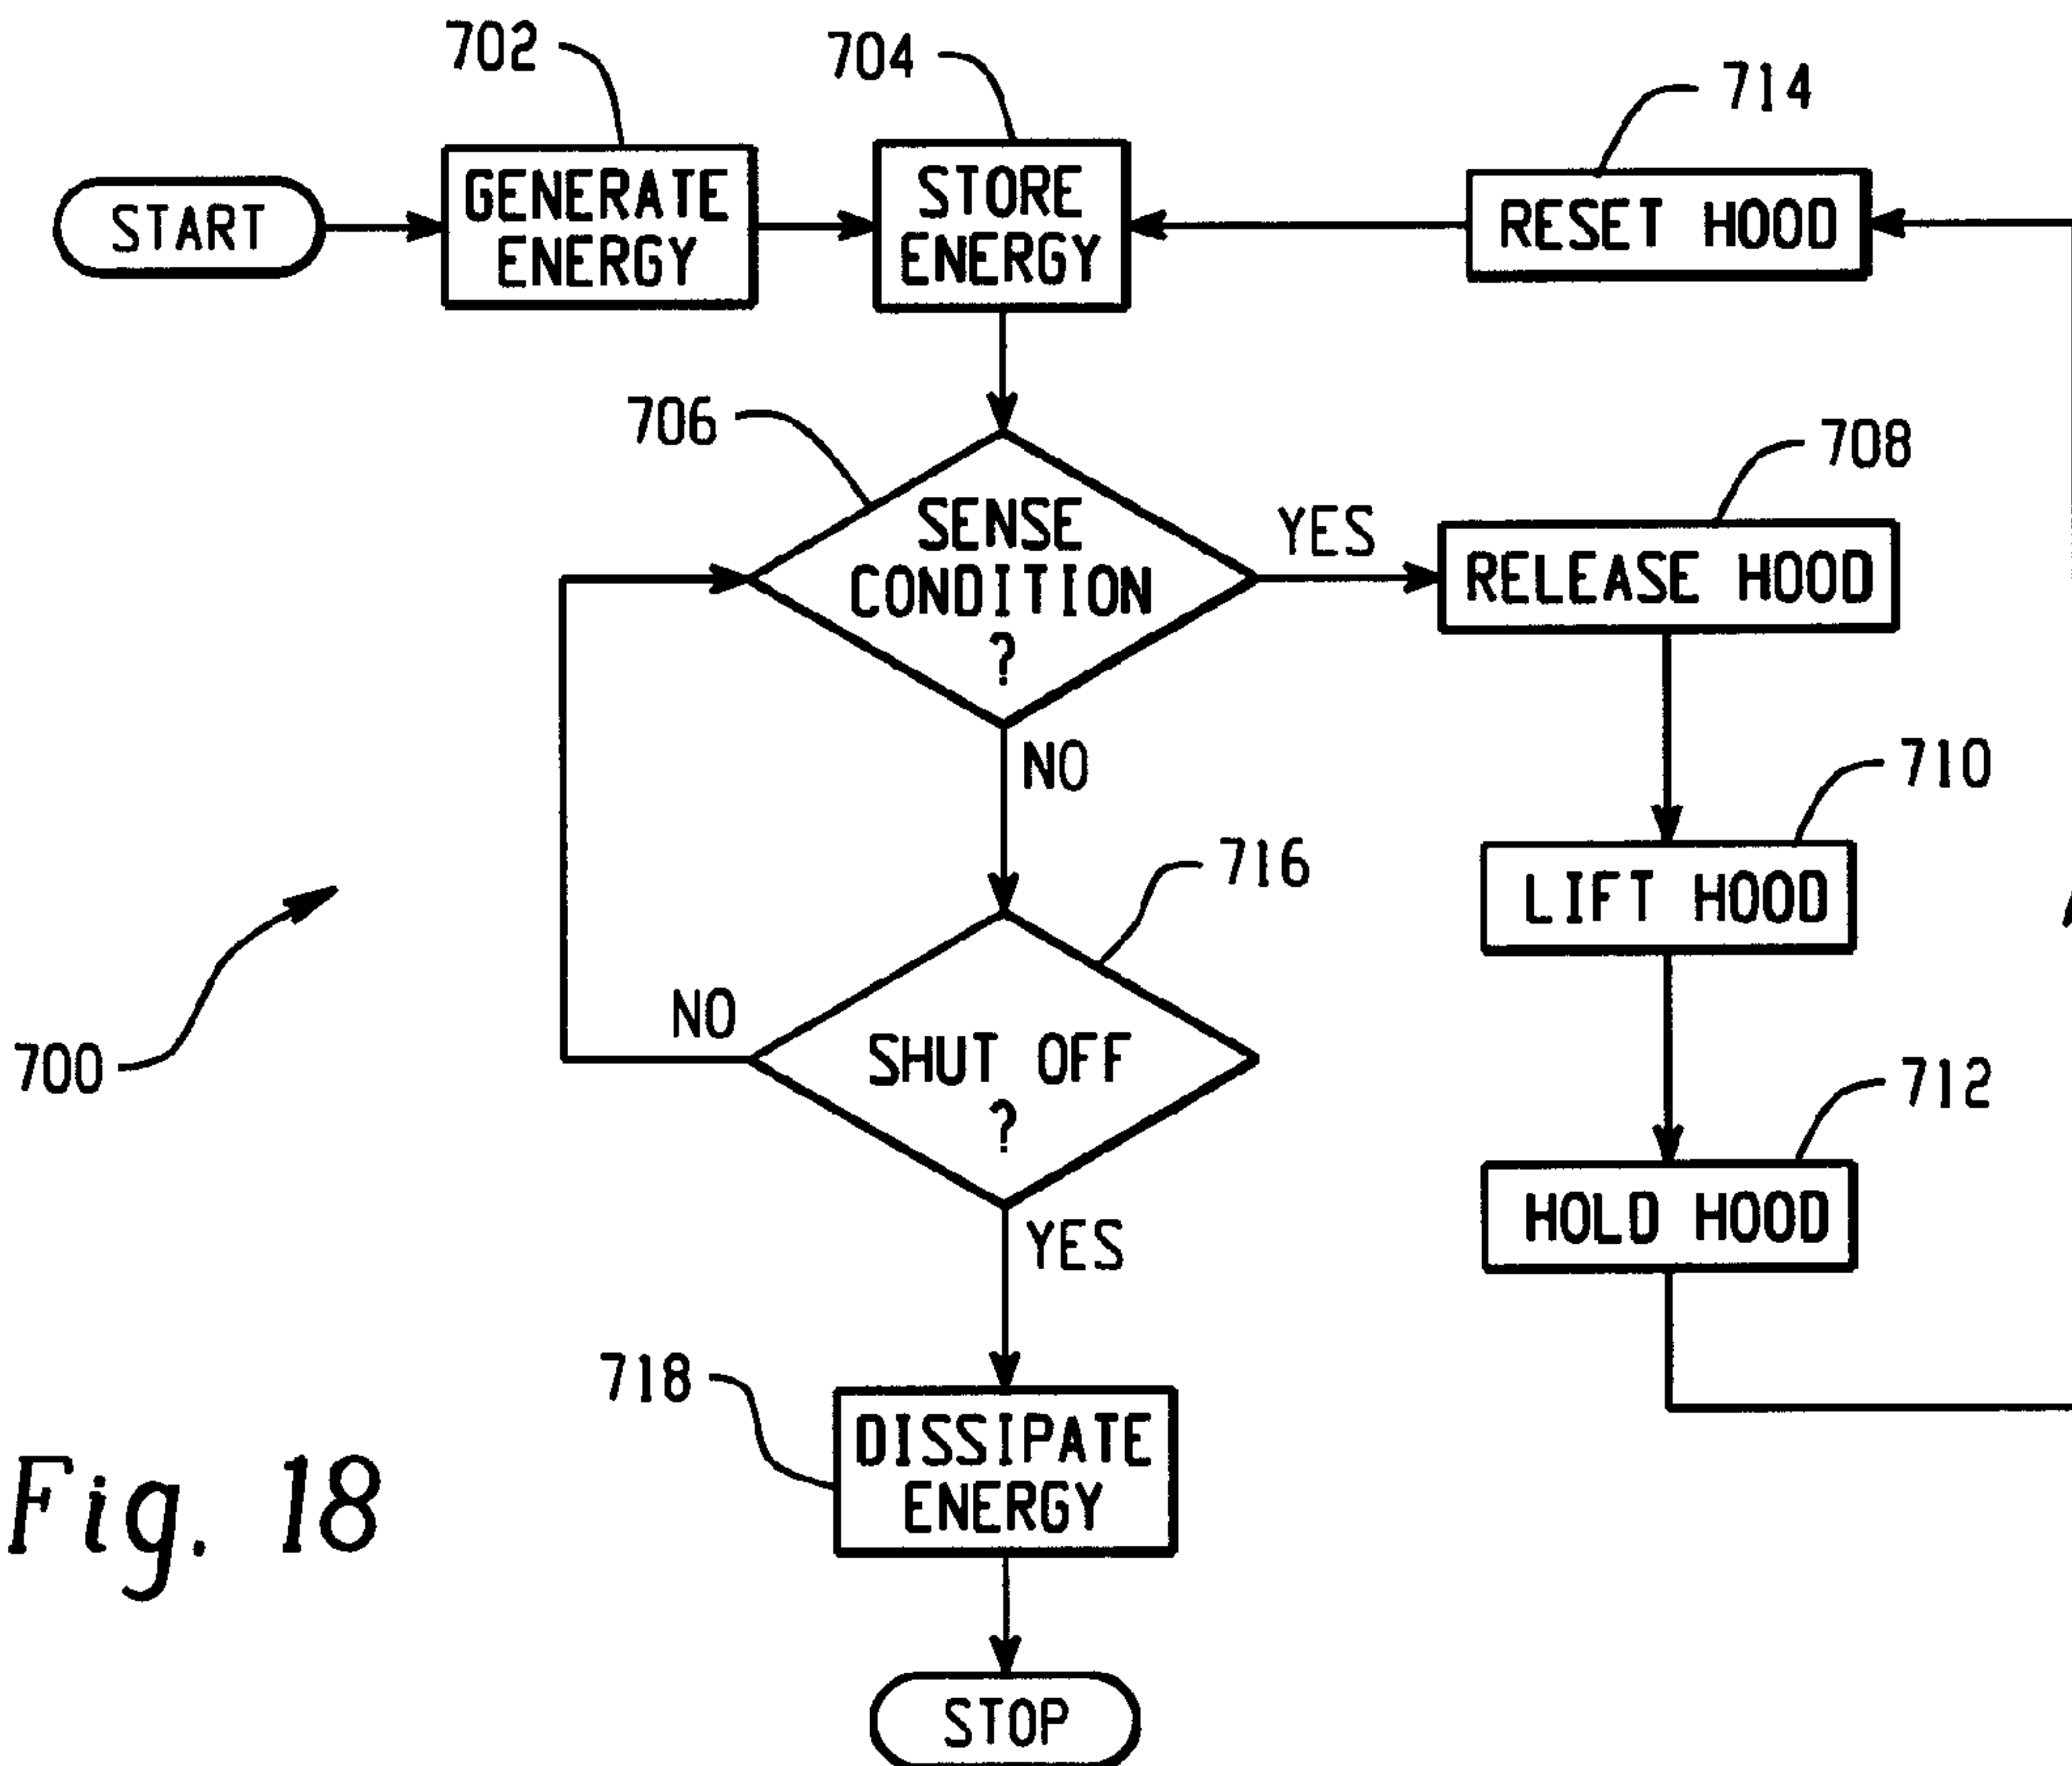 702
704
714
START
GENERATE
ENERGY
STORE
ENERGY
RESET HOOD
706
708
SENSE
CONDITION
?
YES
RELEASE HOOD
NO
710
716
LIFT HOOD
NO
700
SHUT OFF
?
712
HOLD HOOD
YES
718
DISSIPATE
ENERGY
Fig. 18
STOP